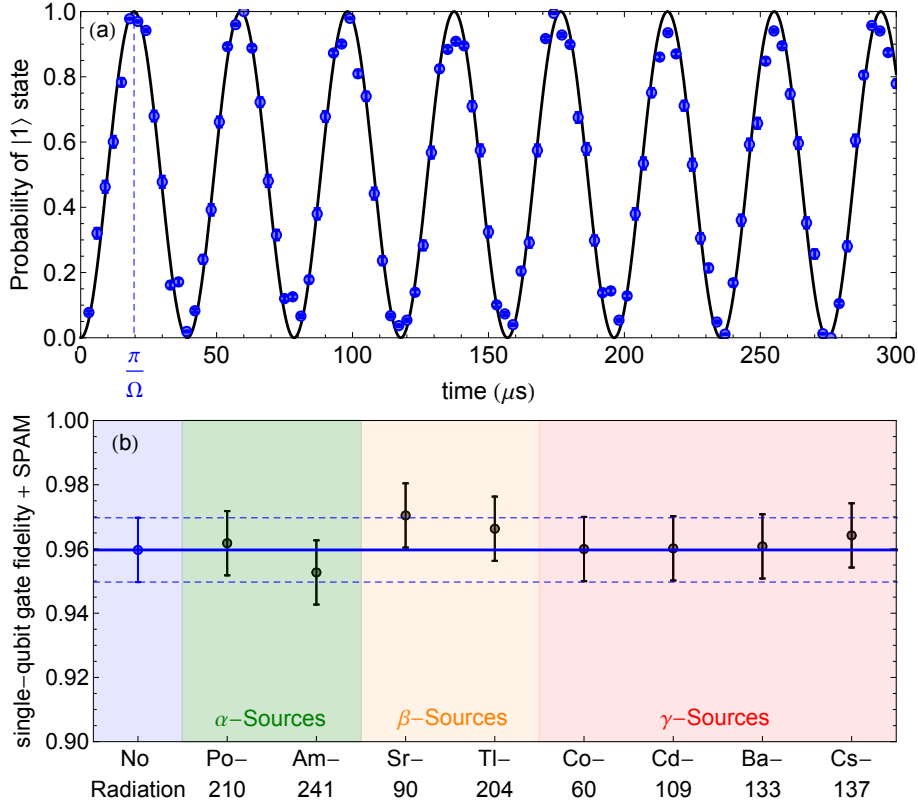 (a)
Probability of |1⟩ state
1.0
0.8
0.6
0.4
0.2
0.0
0 50 100 150 200 250 300
π
Ω
time (μs)
(b)
single−qubit gate fidelity + SPAM
1.00
0.98
0.96
0.94
0.92
0.90
α−Sources β−Sources γ−Sources
No Po− Am− Sr− Tl− Co− Cd− Ba− Cs−
Radiation 210 241 90 204 60 109 133 137